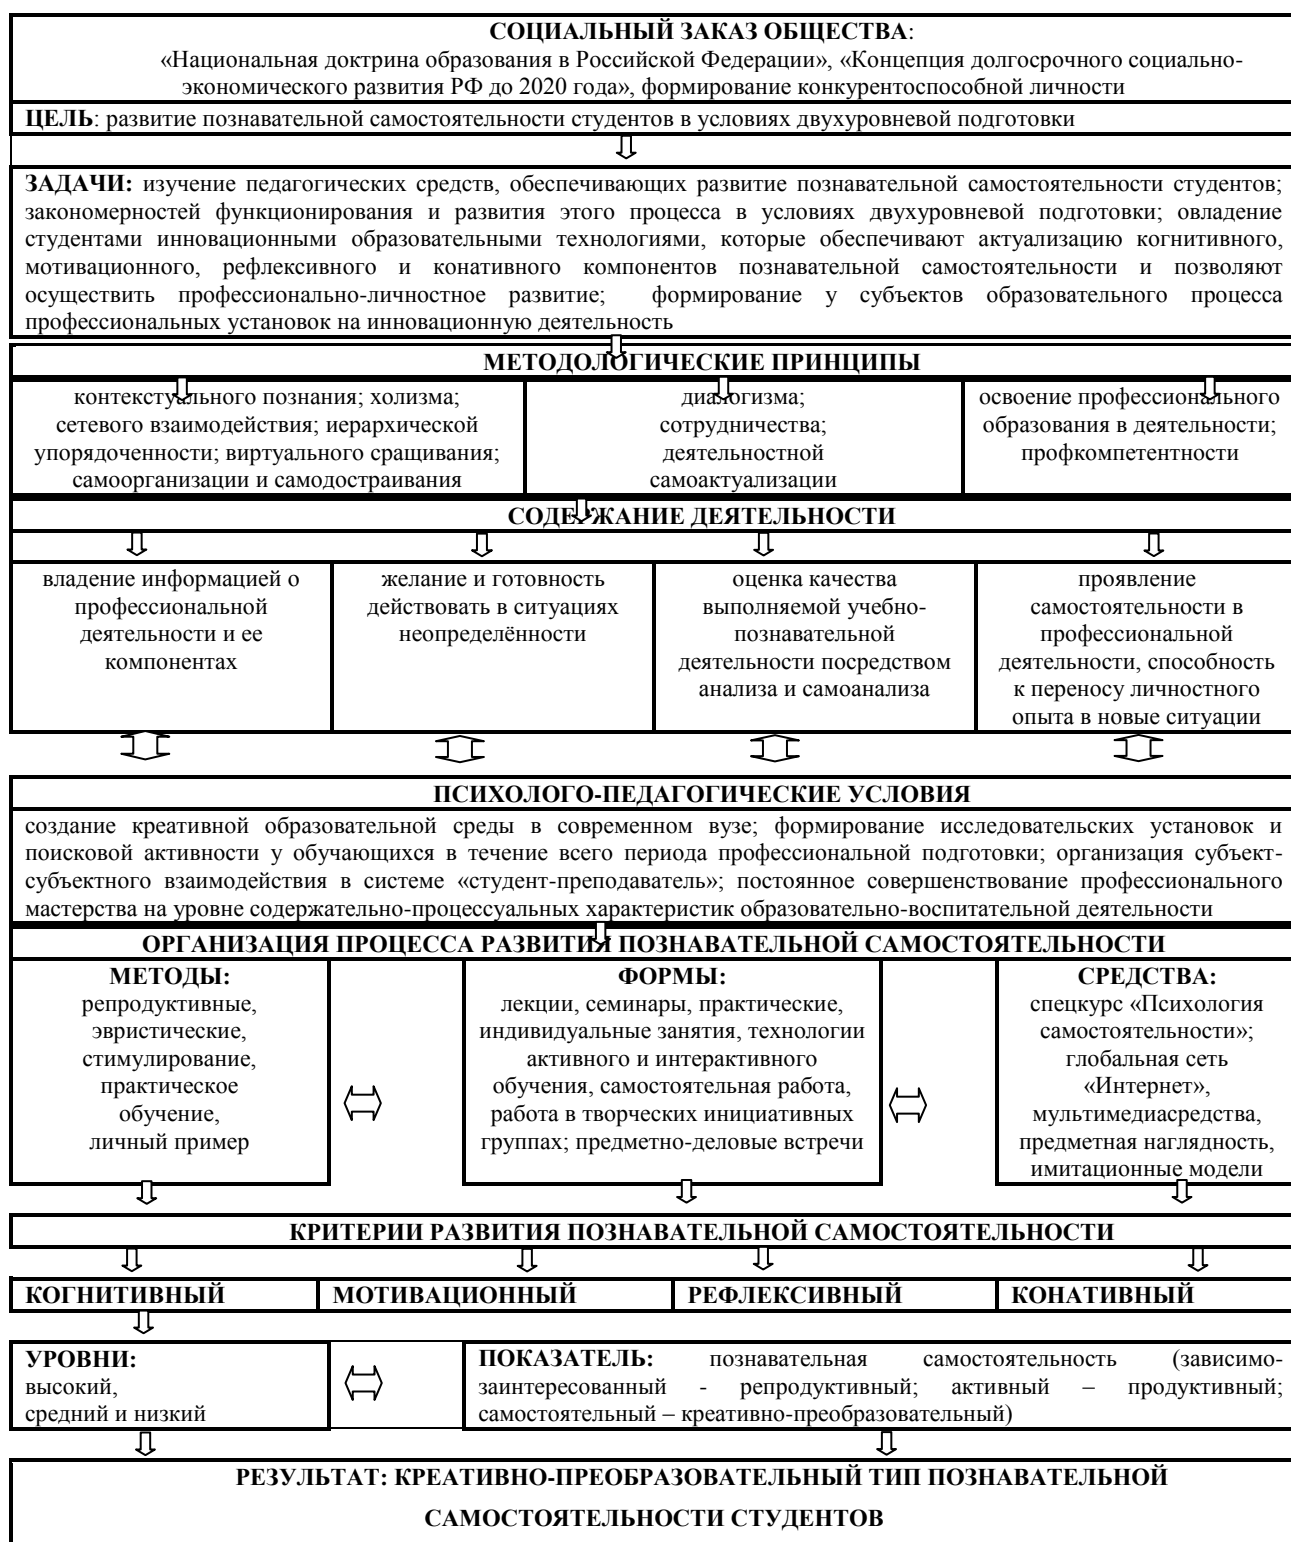 СОЦИАЛЬНЫЙ ЗАКАЗ ОБЩЕСТВА:
«Национальная доктрина образования в Российской Федерации», «Концепция долгосрочного социально-
экономического развития РФ до 2020 года», формирование конкурентоспособной личности
ЦЕЛЬ: развитие познавательной самостоятельности студентов в условиях двухуровневой подготовки
ЗАДАЧИ: изучение педагогических средств, обеспечивающих развитие познавательной самостоятельности студентов;
закономерностей функционирования и развития этого процесса в условиях двухуровневой подготовки; овладение
студентами инновационными образовательными технологиями, которые обеспечивают актуализацию когнитивного,
мотивационного, рефлексивного и конативного компонентов познавательной самостоятельности и позволяют
осуществить профессионально-личностное развитие; формирование у субъектов образовательного процесса
профессиональных установок на инновационную деятельность
МЕТОДОЛОГИЧЕСКИЕ ПРИНЦИПЫ
контекстуального познания; холизма;
сетевого взаимодействия; иерархической
упорядоченности; виртуального сращивания;
самоорганизации и самодостраивания
диалогизма;
сотрудничества;
деятельностной
самоактуализации
освоение профессионального
образования в деятельности;
профкомпетентности
СОДЕРЖАНИЕ ДЕЯТЕЛЬНОСТИ
владение информацией о
профессиональной
деятельности и ее
компонентах
желание и готовность
действовать в ситуациях
неопределённости
оценка качества
выполняемой учебно-
познавательной
деятельности посредством
анализа и самоанализа
проявление
самостоятельности в
профессиональной
деятельности, способность
к переносу личностного
опыта в новые ситуации
ПСИХОЛОГО-ПЕДАГОГИЧЕСКИЕ УСЛОВИЯ
создание креативной образовательной среды в современном вузе; формирование исследовательских установок и
поисковой активности у обучающихся в течение всего периода профессиональной подготовки; организация субъект-
субъектного взаимодействия в системе «студент-преподаватель»; постоянное совершенствование профессионального
мастерства на уровне содержательно-процессуальных характеристик образовательно-воспитательной деятельности
ОРГАНИЗАЦИЯ ПРОЦЕССА РАЗВИТИЯ ПОЗНАВАТЕЛЬНОЙ САМОСТОЯТЕЛЬНОСТИ
МЕТОДЫ:
репродуктивные,
эвристические,
стимулирование,
практическое
обучение,
личный пример
ФОРМЫ:
лекции, семинары, практические,
индивидуальные занятия, технологии
активного и интерактивного
обучения, самостоятельная работа,
работа в творческих инициативных
группах; предметно-деловые встречи
СРЕДСТВА:
спецкурс «Психология
самостоятельности»;
глобальная сеть
«Интернет»,
мультимедиасредства,
предметная наглядность,
имитационные модели
КРИТЕРИИ РАЗВИТИЯ ПОЗНАВАТЕЛЬНОЙ САМОСТОЯТЕЛЬНОСТИ
КОГНИТИВНЫЙ
МОТИВАЦИОННЫЙ
РЕФЛЕКСИВНЫЙ
КОНАТИВНЫЙ
УРОВНИ:
высокий,
средний и низкий
ПОКАЗАТЕЛЬ: познавательная самостоятельность (зависимо-
заинтересованный - репродуктивный; активный – продуктивный;
самостоятельный – креативно-преобразовательный)
РЕЗУЛЬТАТ: КРЕАТИВНО-ПРЕОБРАЗОВАТЕЛЬНЫЙ ТИП ПОЗНАВАТЕЛЬНОЙ
САМОСТОЯТЕЛЬНОСТИ СТУДЕНТОВ